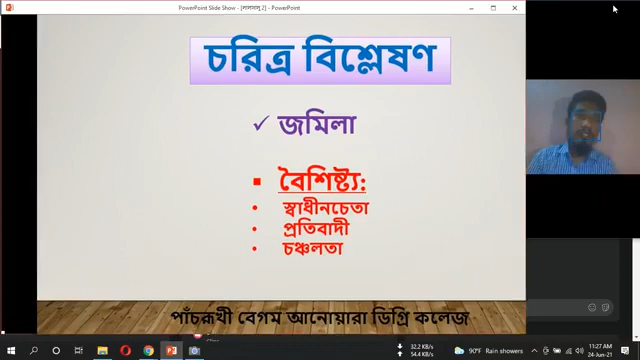 PowerPoint Slide Show - [লালসালু 2] - PowerPoint
চরিত্র বিশ্লেষণ
✓ জমিলা
▪ বৈশিষ্ট্য:
• স্বাধীনচেতা
• প্রতিবাদী
• চঞ্চলতা
পাঁচরূখী বেগম আনোয়ারা ডিগ্রি কলেজ
32.2 KB/s
54.4 KB/s
90°F Rain showers
11:27 AM
24-Jun-21